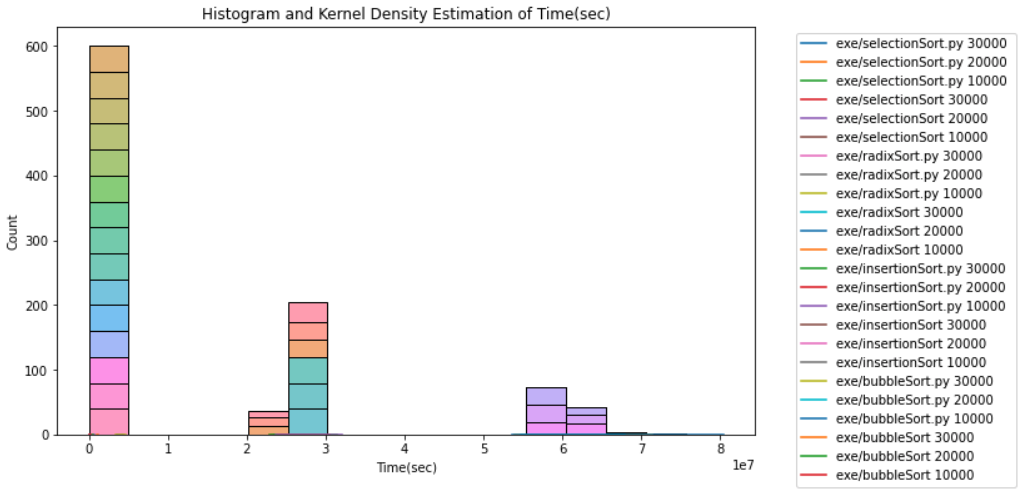 Histogram and Kernel Density Estimation of Time(sec)
600
500
400
300
200
100
0
Count
0 1 2 3 4 5 6 7 8
1e7
Time(sec)
exe/selectionSort.py 30000
exe/selectionSort.py 20000
exe/selectionSort.py 10000
exe/selectionSort 30000
exe/selectionSort 20000
exe/selectionSort 10000
exe/radixSort.py 30000
exe/radixSort.py 20000
exe/radixSort.py 10000
exe/radixSort 30000
exe/radixSort 20000
exe/radixSort 10000
exe/insertionSort.py 30000
exe/insertionSort.py 20000
exe/insertionSort.py 10000
exe/insertionSort 30000
exe/insertionSort 20000
exe/insertionSort 10000
exe/bubbleSort.py 30000
exe/bubbleSort.py 20000
exe/bubbleSort.py 10000
exe/bubbleSort 30000
exe/bubbleSort 20000
exe/bubbleSort 10000